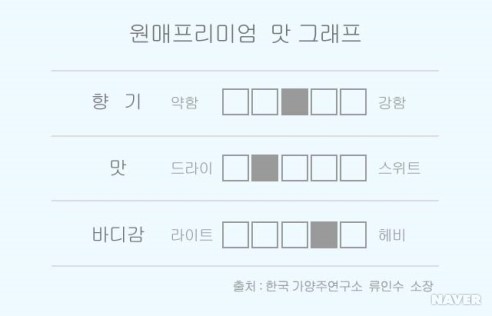 원매프리미엄 맛 그래프
향 기 약함 강함
맛 드라이 스위트
바디감 라이트 헤비
출처 : 한국 가양주연구소 류인수 소장
NAVER